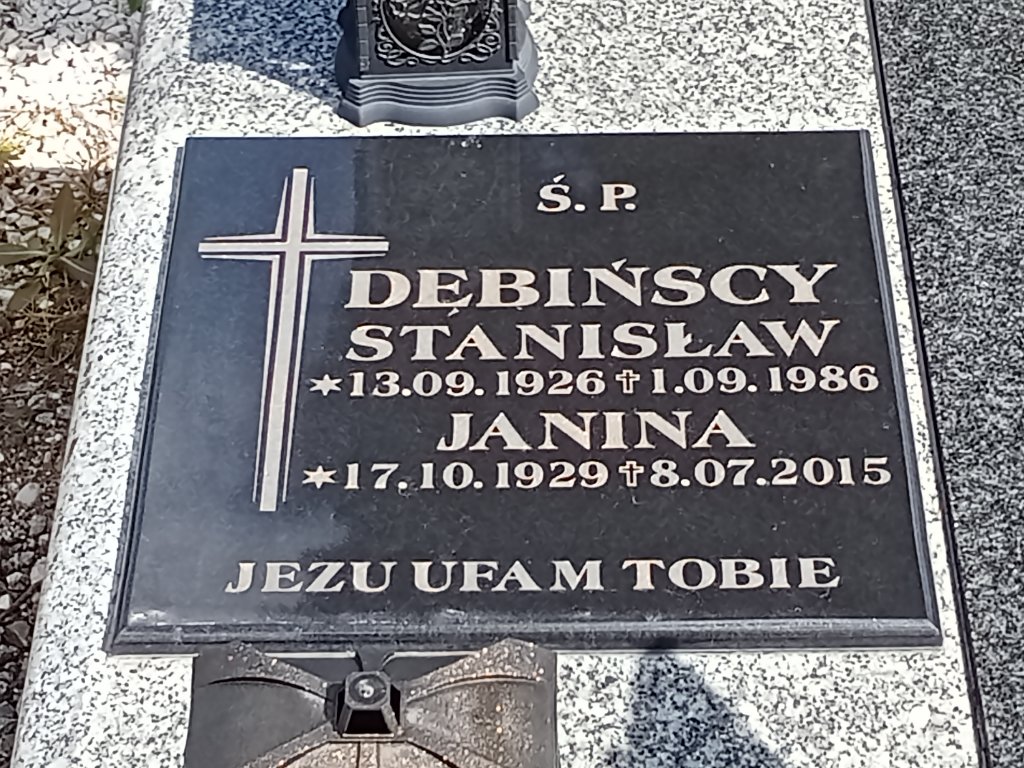 Ś. P.
DĘBIŃSCY
STANISŁAW
* 13.09.1926 ✝ 1.09.1986
JANINA
* 17.10.1929 ✝ 8.07.2015
JEZU UFAM TOBIE